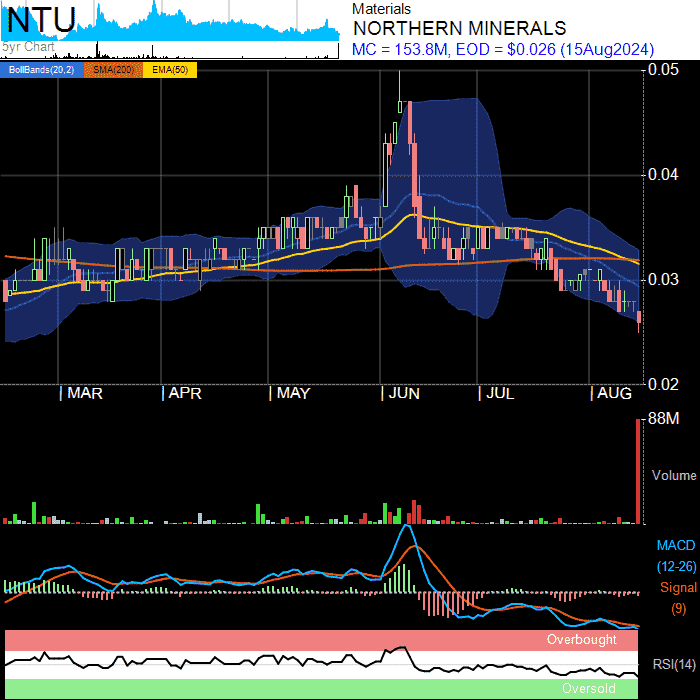 NTU
5yr Chart
Materials
NORTHERN MINERALS
MC = 153.8M, EOD = $0.026 (15Aug2024)
BollBands(20,2) SMA(200) EMA(50)
0.05
0.04
0.03
0.02
| MAR | APR | MAY | JUN | JUL | AUG
88M
Volume
MACD
(12-26)
Signal
(9)
Overbought
RSI(14)
Oversold